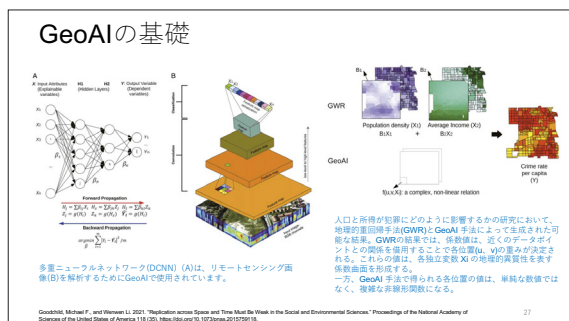 GeoAIの基礎
A
X: Input Attributes
(Explainable
variables)
H1
H2
(Hidden Layers)
Y: Output Variable
(Dependent
variables)
Forward Propagation
Backward Propagation
B
Classification
GWR
B₁
B₂
Population density (X₁)
Average Income (X₂)
B₁X₁
+
B₂X₂
GeoAI
f(u,v,Xᵢ): a complex, non-linear relation
Crime rate
per capita
(Y)
多重ニューラルネットワーク(DCNN) (A)は、リモートセンシング画
像(B)を解析するためにGeoAIで使用されています。
人口と所得が犯罪にどのように影響するかの研究において、
地理的重回帰手法(GWR)と GeoAI 手法によって生成された可
能な結果。GWRの結果では、係数値は、近くのデータポイ
ントとの関係を備用することで各位置(u、v)の重みが決定さ
れる。これらの値は、各独立変数 Xi の地理的異質性を表す
係数曲面を形成する。
一方、GeoAI 手法で得られる各位置の値は、単純な数値では
なく、複雑な非線形関数になる。
Goodchild, Michael F., and Wenwen Li. 2021. "Replication across Space and Time Must Be Weak in the Social and Environmental Sciences." Proceedings of the National Academy of
Sciences of the United States of America 118 (35). https://doi.org/10.1073/pnas.2015759118.
27